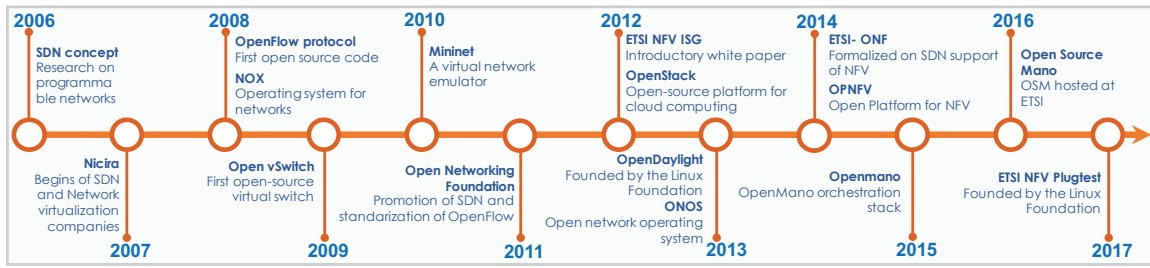 2006
SDN concept
Research on
programma
ble networks
2008
OpenFlow protocol
First open source code
NOX
Operating system for
networks
2010
Mininet
A virtual network
emulator
2012
ETSI NFV ISG
Introductory white paper
OpenStack
Open-source platform for
cloud computing
2014
ETSI- ONF
Formalized on SDN support
of NFV
OPNFV
Open Platform for NFV
2016
Open Source
Mano
OSM hosted at
ETSI
Nicira
Begins of SDN
and Network
virtualization
companies
2007
Open vSwitch
First open-source
virtual switch
2009
Open Networking
Foundation
Promotion of SDN and
standarization of OpenFlow
2011
OpenDaylight
Founded by the Linux
Foundation
ONOS
Open network operating
system
2013
Openmano
OpenMano orchestration
stack
2015
ETSI NFV Plugtest
Founded by the Linux
Foundation
2017